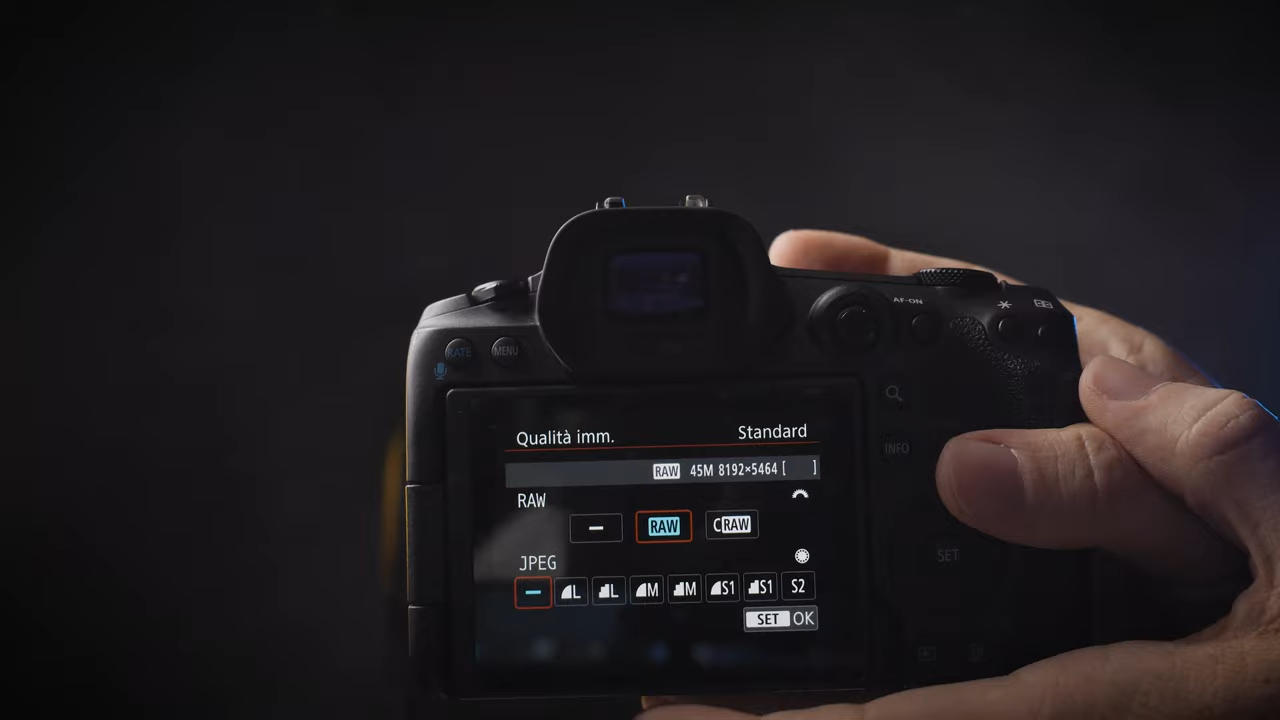 AF-ON
RATE
MENU
INFO
SET
Qualità imm.
Standard
RAW 45M 8192×5464 [ ]
RAW
– RAW CRAW
JPEG
– L L M M S1 S1 S2
SET OK